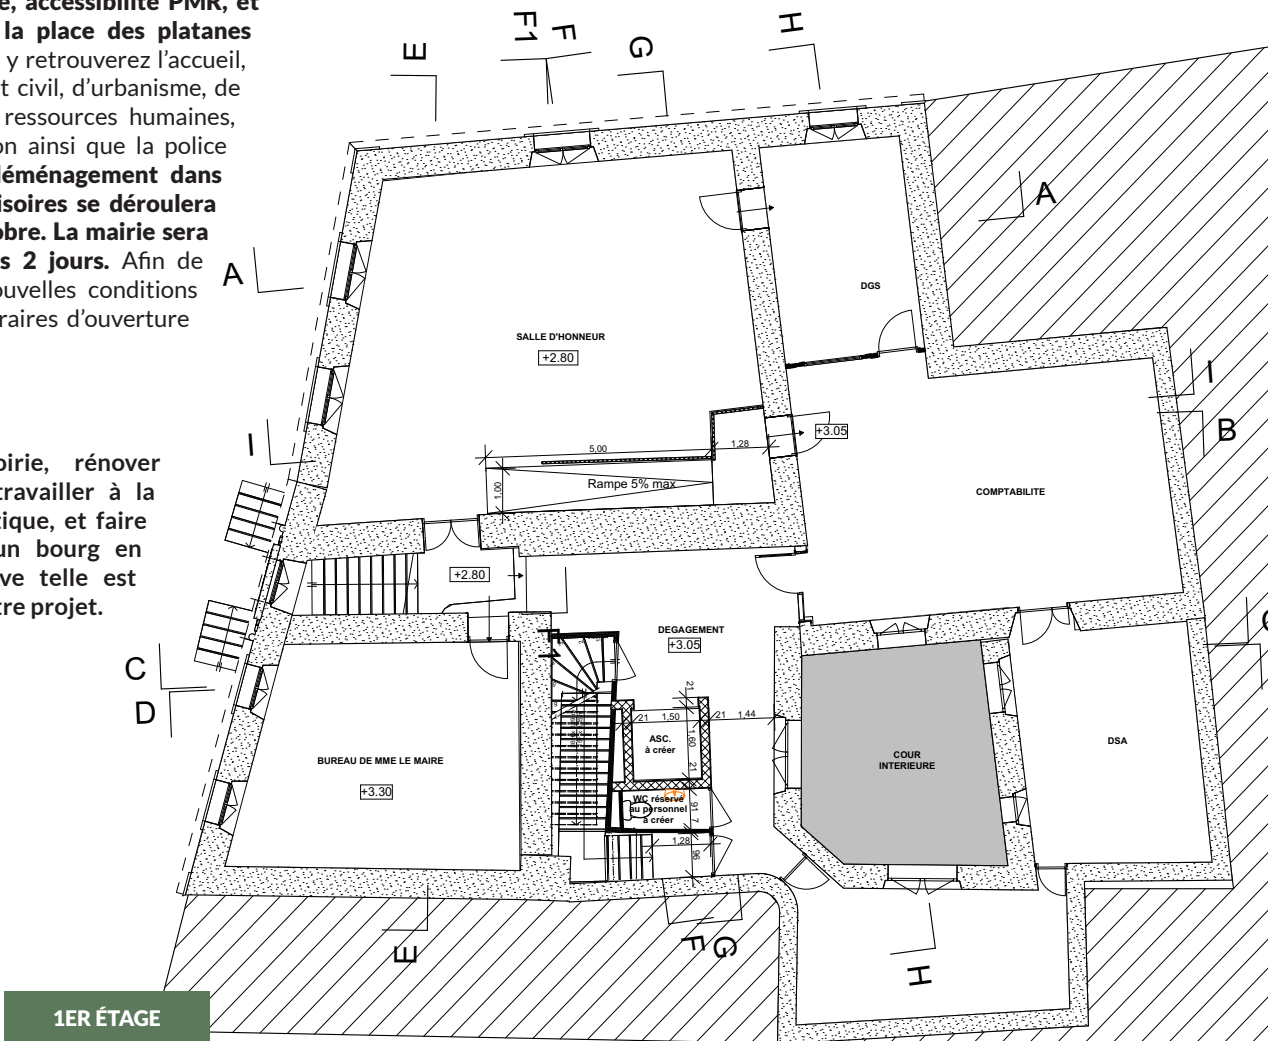 e, accessibilité PMR, et
la place des platanes
y retrouverez l’accueil,
t civil, d’urbanisme, de
ressources humaines,
on ainsi que la police
déménagement dans
isoires se déroulera
obre. La mairie sera
s 2 jours. Afin de
ouvelles conditions
raires d’ouverture
oirie, rénover
travailler à la
tique, et faire
un bourg en
ve telle est
tre projet.
E
F1
F
G
H
A
A
I
I
B
C
D
C
SALLE D'HONNEUR
+2.80
DGS
+3.05
5,00
1,28
1,00
Rampe 5% max
COMPTABILITE
+2.80
DEGAGEMENT
+3.05
21
21
1,50
21
1,44
ASC.
à créer
1,60
21
WC réservé
au personnel
à créer
91
7
1,28
96
BUREAU DE MME LE MAIRE
+3.30
COUR
INTERIEURE
DSA
E
F
G
H
1ER ÉTAGE